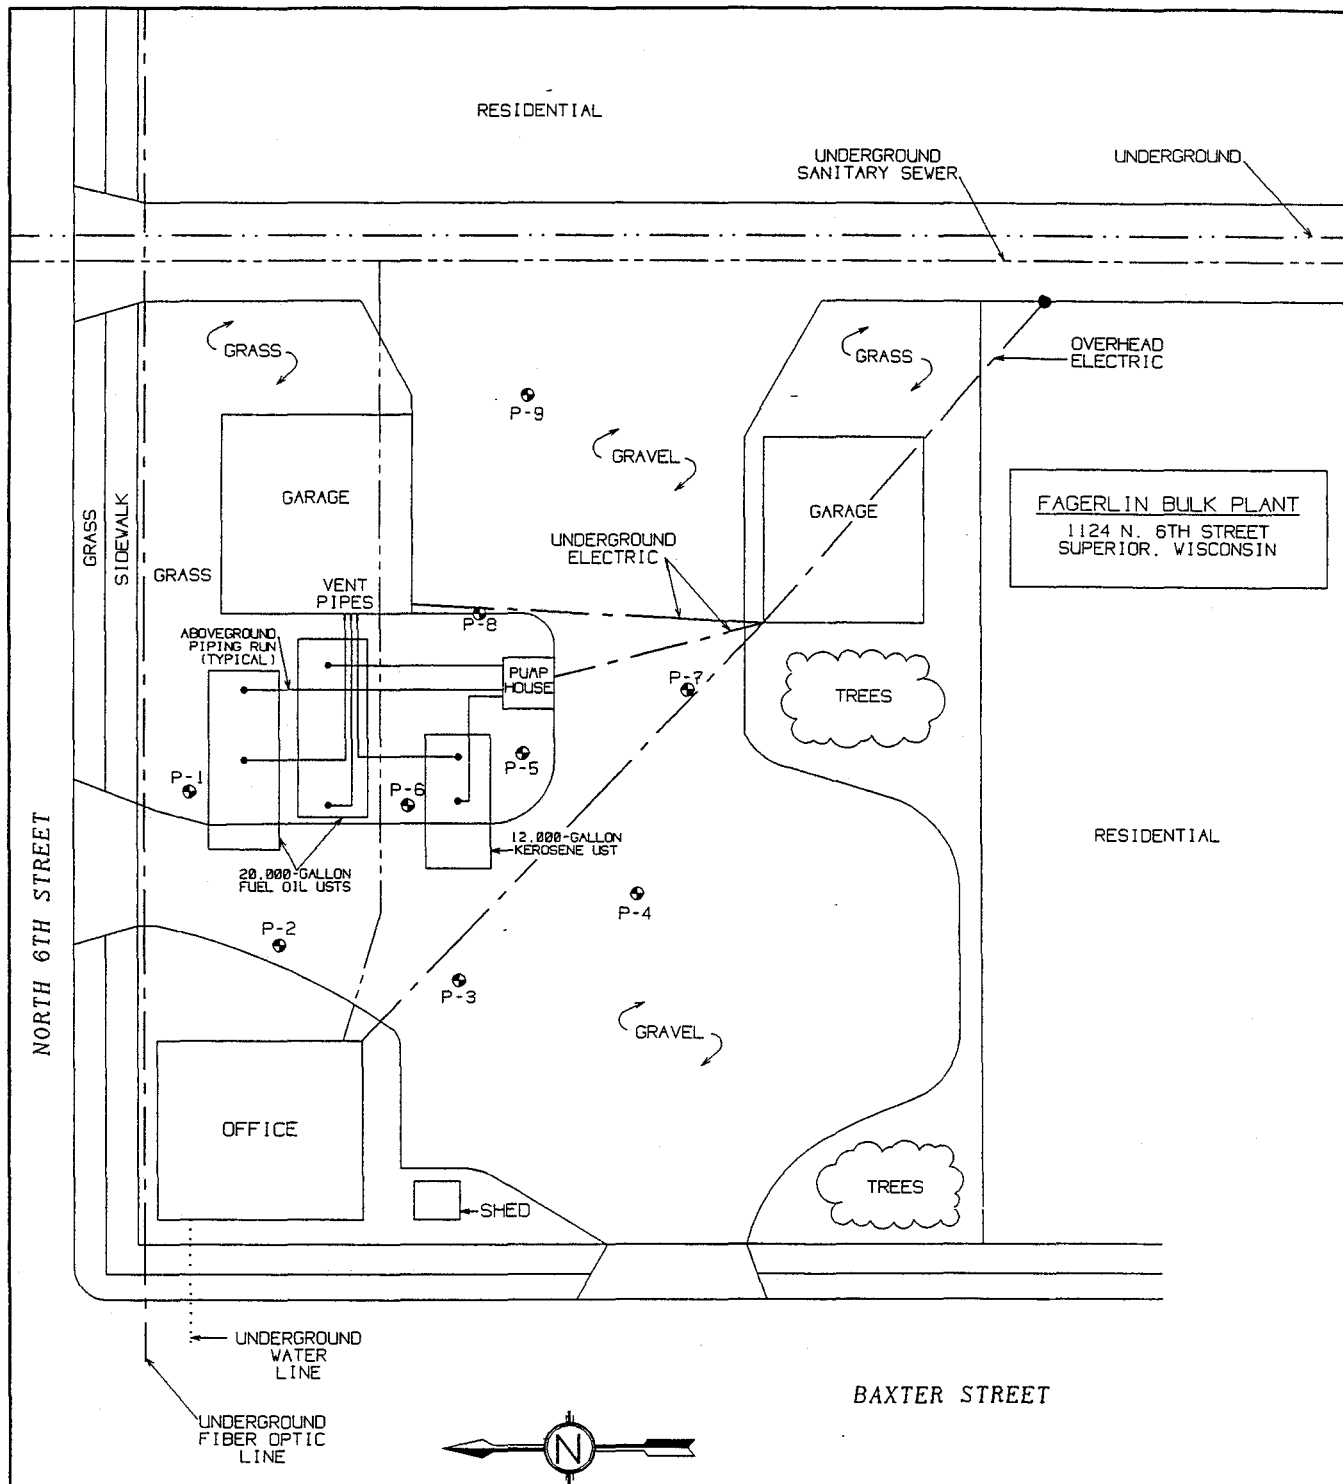 RESIDENTIAL
UNDERGROUND
SANITARY SEWER
UNDERGROUND
GRASS
GRASS
OVERHEAD
ELECTRIC
P-9
GRAVEL
GARAGE
GARAGE
FAGERLIN BULK PLANT
1124 N. 6TH STREET
SUPERIOR, WISCONSIN
GRASS
SIDEWALK
GRASS
UNDERGROUND
ELECTRIC
VENT
PIPES
P-8
ABOVEGROUND
PIPING RUN
(TYPICAL)
PUMP
HOUSE
P-7
TREES
P-1
P-6
P-5
12,000-GALLON
KEROSENE UST
20,000-GALLON
FUEL OIL USTS
RESIDENTIAL
NORTH 6TH STREET
P-4
P-2
P-3
GRAVEL
OFFICE
TREES
SHED
UNDERGROUND
WATER
LINE
BAXTER STREET
UNDERGROUND
FIBER OPTIC
LINE
N